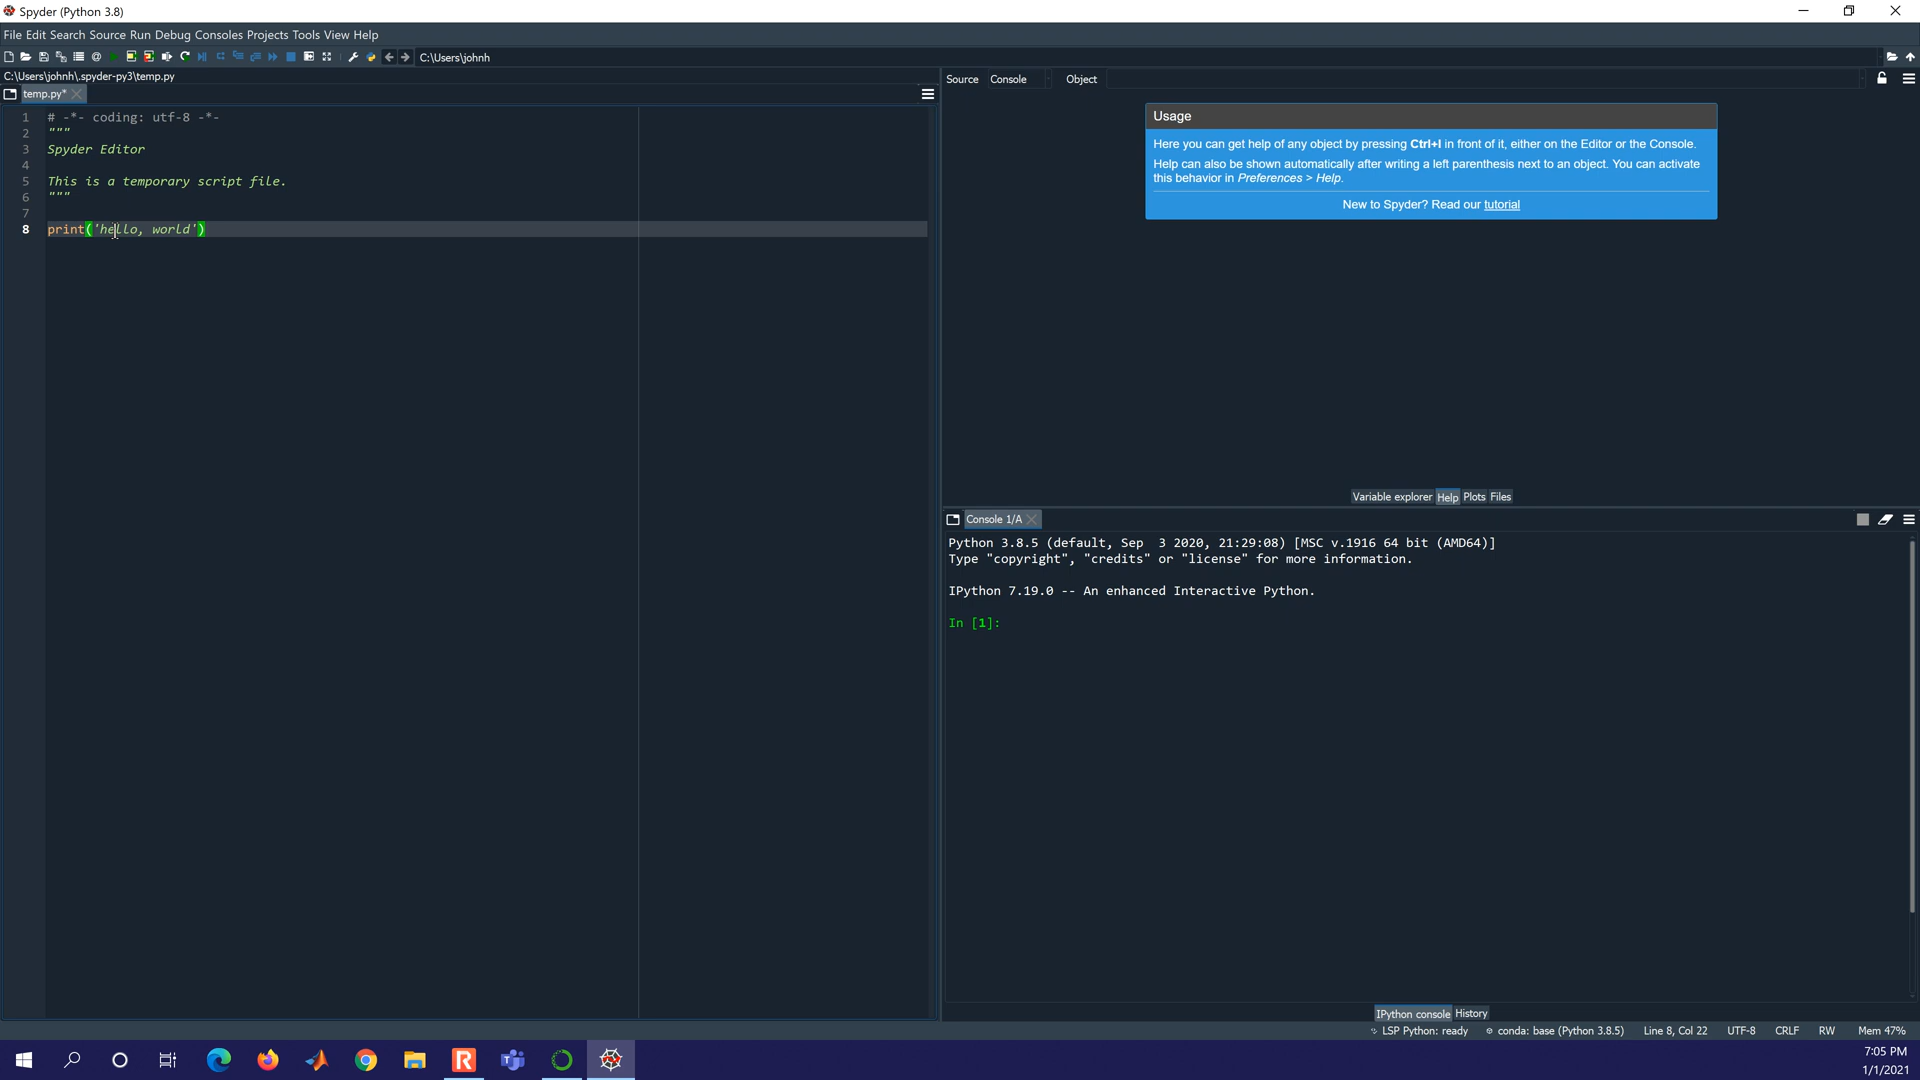 Spyder (Python 3.8)
File Edit Search Source Run Debug Consoles Projects Tools View Help
C:\Users\johnh
C:\Users\johnh\.spyder-py3\temp.py
temp.py*
1 # -*- coding: utf-8 -*-
2 """
3 Spyder Editor
4
5 This is a temporary script file.
6 """
7
8 print('hello, world')
Source Console Object
Usage
Here you can get help of any object by pressing Ctrl+I in front of it, either on the Editor or the Console.
Help can also be shown automatically after writing a left parenthesis next to an object. You can activate
this behavior in Preferences > Help.
New to Spyder? Read our tutorial
Variable explorer Help Plots Files
Console 1/A
Python 3.8.5 (default, Sep  3 2020, 21:29:08) [MSC v.1916 64 bit (AMD64)]
Type "copyright", "credits" or "license" for more information.
IPython 7.19.0 -- An enhanced Interactive Python.
In [1]:
IPython console History
LSP Python: ready conda: base (Python 3.8.5) Line 8, Col 22 UTF-8 CRLF RW Mem 47%
7:05 PM
1/1/2021